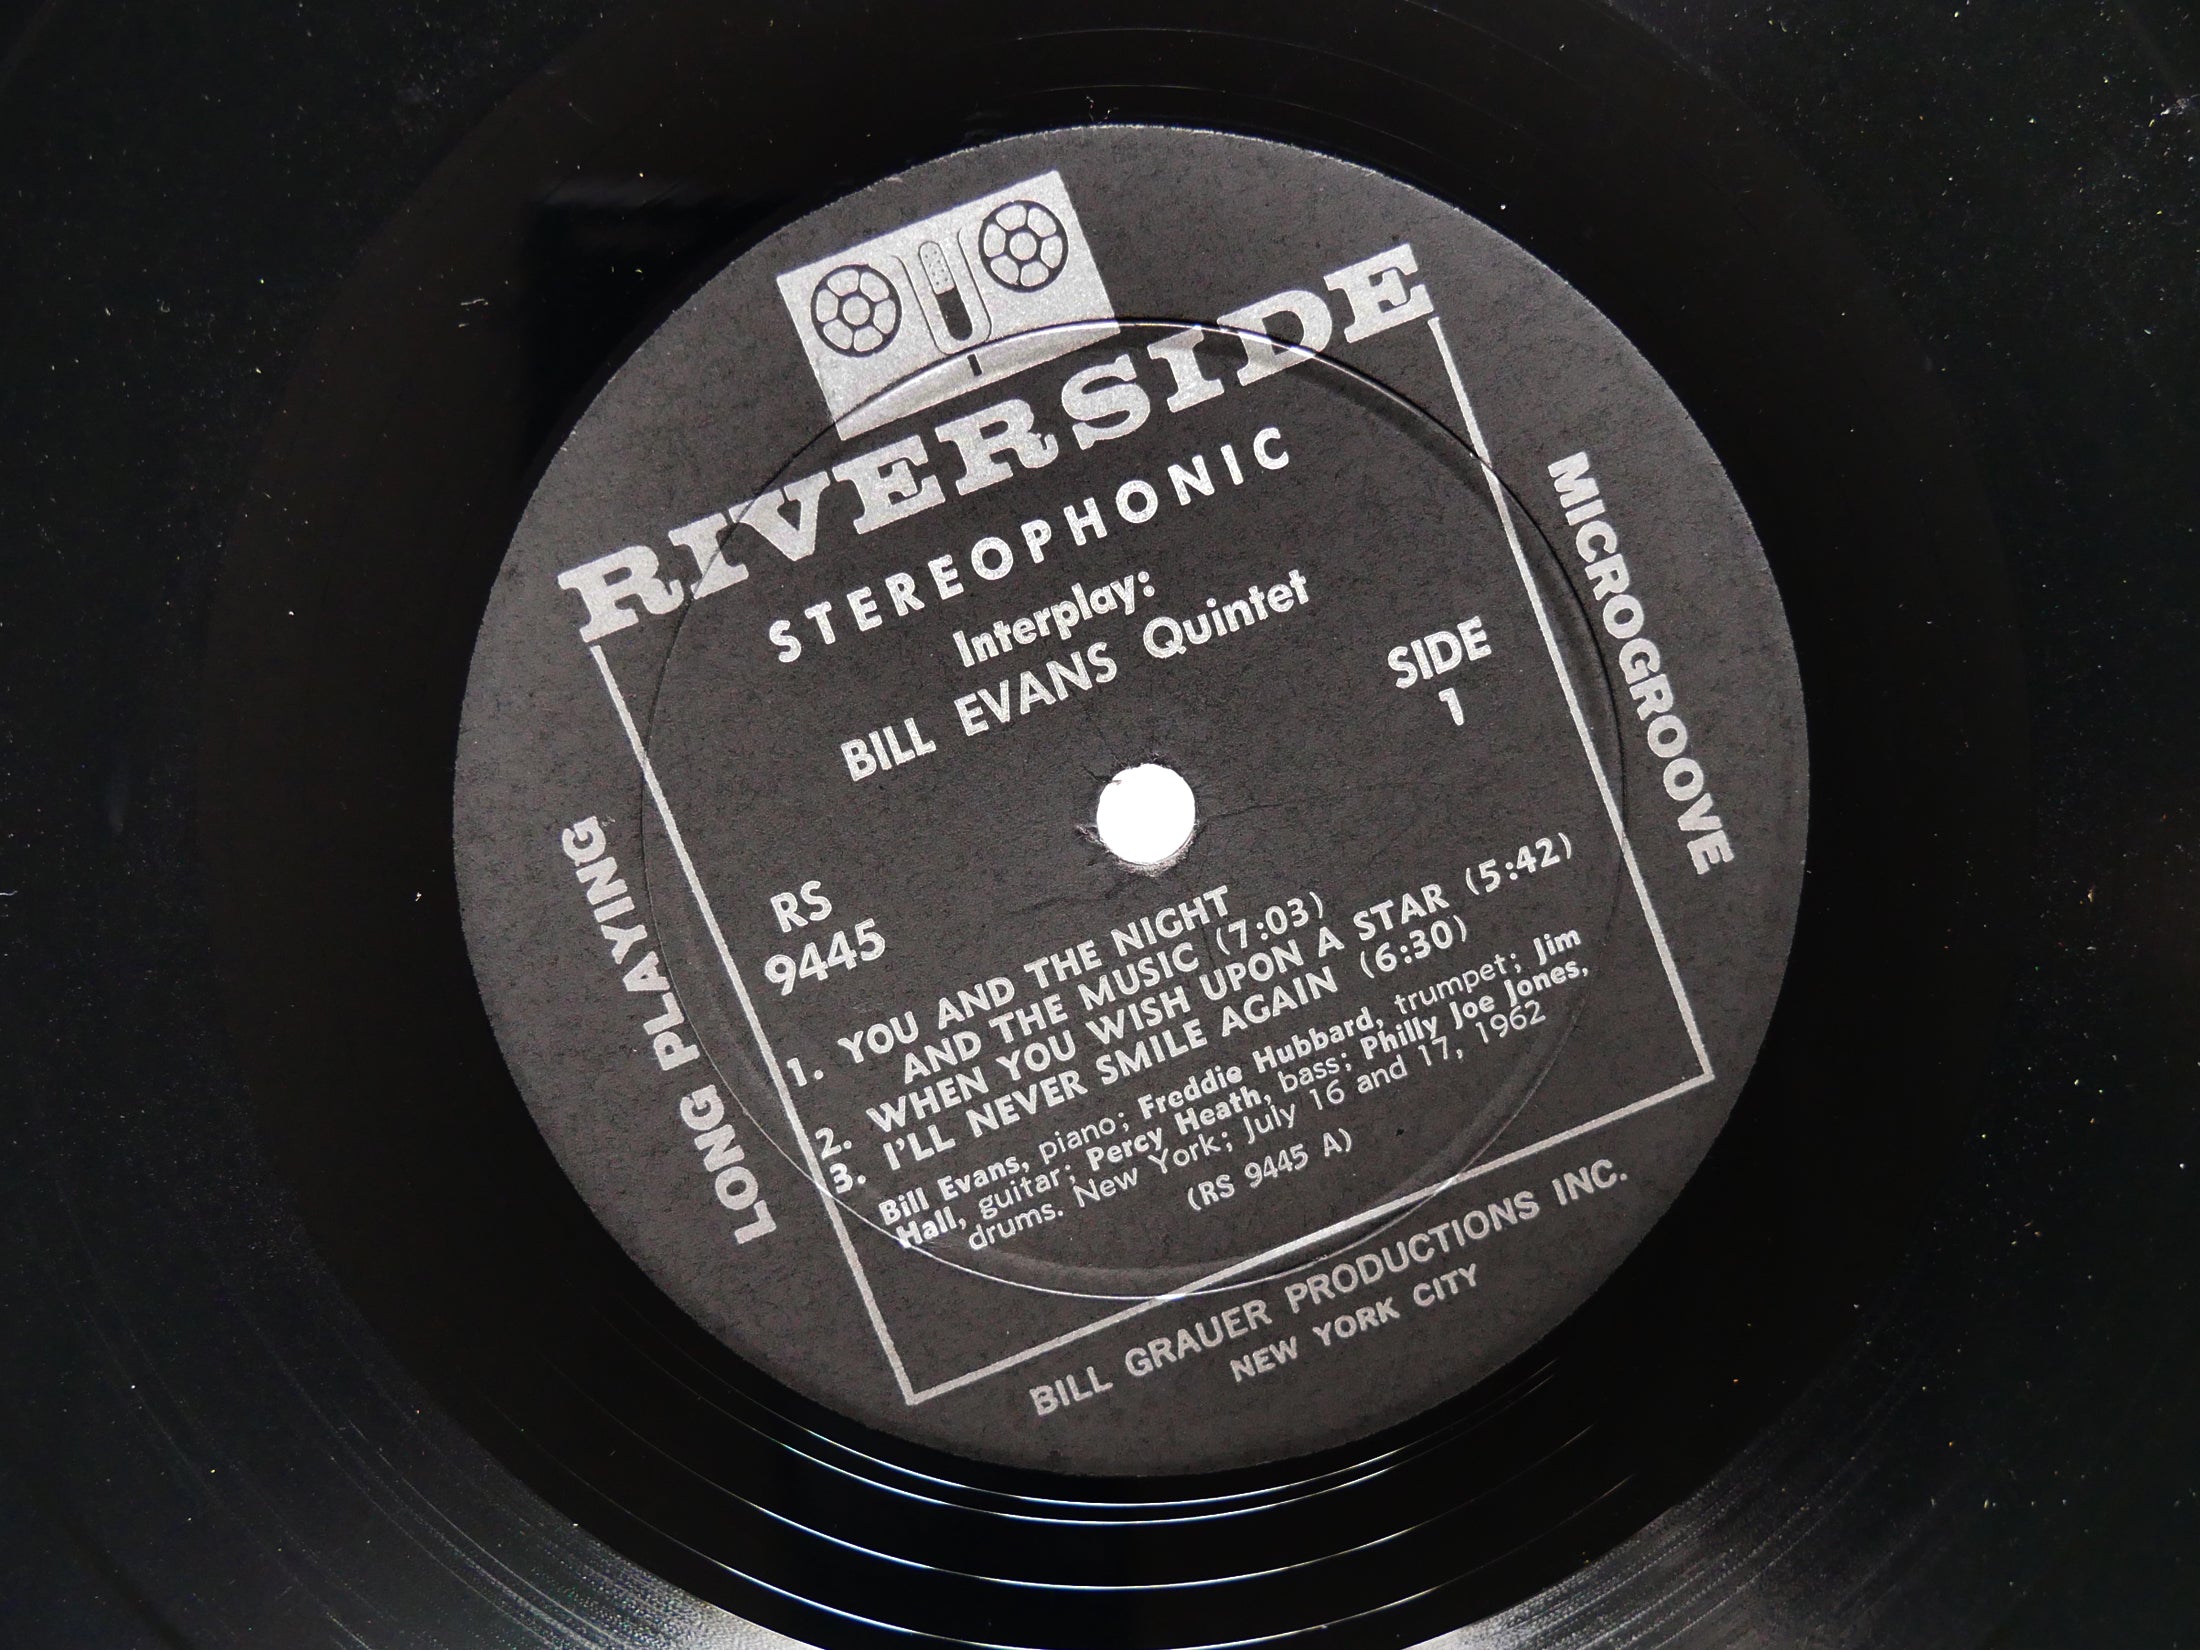 RIVERSIDE
STEREOPHONIC
Interplay:
BILL EVANS Quintet
SIDE
1
RS
9445
1. YOU AND THE NIGHT
AND THE MUSIC (7:03)
2. WHEN YOU WISH UPON A STAR (5:42)
3. I'LL NEVER SMILE AGAIN (6:30)
Bill Evans, piano; Freddie Hubbard, trumpet; Jim
Hall, guitar; Percy Heath, bass; Philly Joe Jones,
drums. New York; July 16 and 17, 1962
(RS 9445 A)
LONG PLAYING
MICROGROOVE
BILL GRAUER PRODUCTIONS INC.
NEW YORK CITY